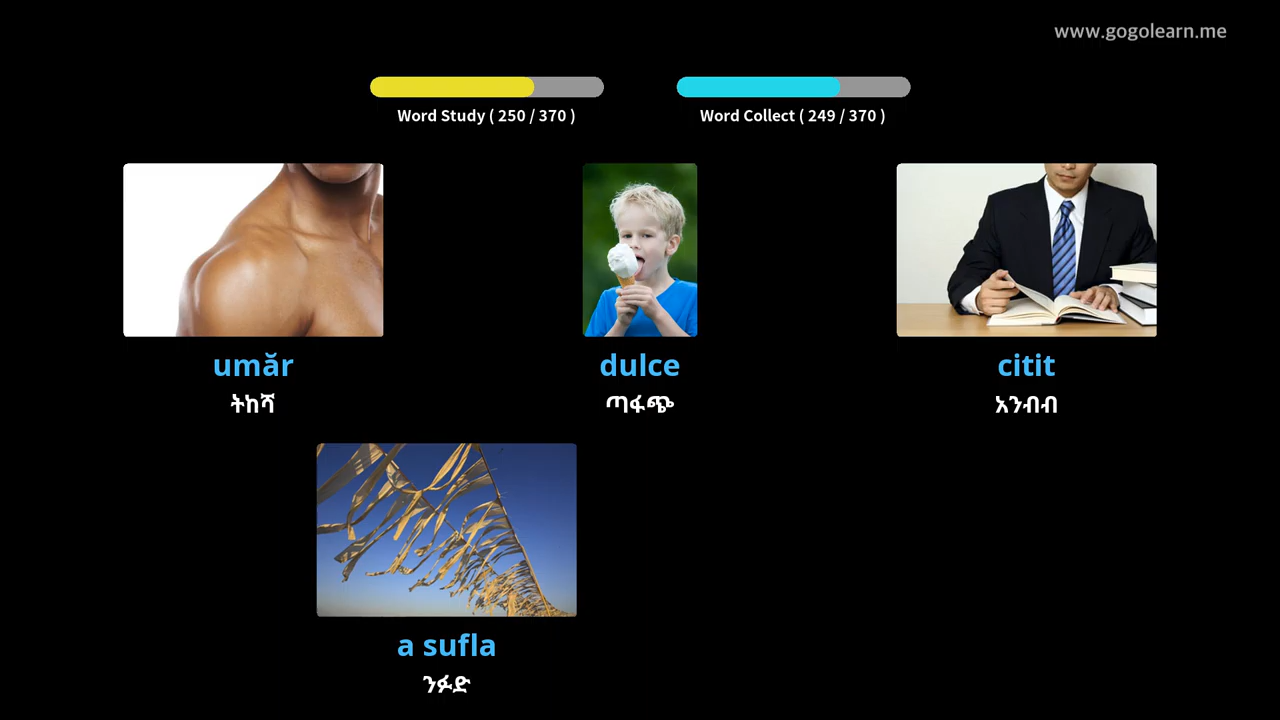 www.gogolearn.me
Word Study ( 250 / 370 )
Word Collect ( 249 / 370 )
umăr
ትከሻ
dulce
ጣፋጭ
citit
አንብብ
a sufla
ንፉድ